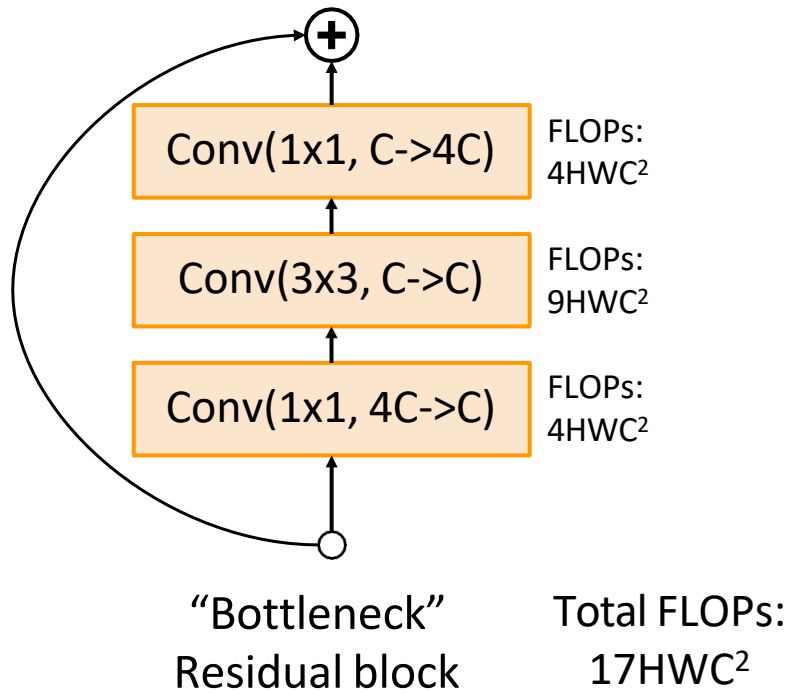 +
Conv(1x1, C->4C)
FLOPs:
4HWC²
Conv(3x3, C->C)
FLOPs:
9HWC²
Conv(1x1, 4C->C)
FLOPs:
4HWC²
“Bottleneck”
Residual block
Total FLOPs:
17HWC²